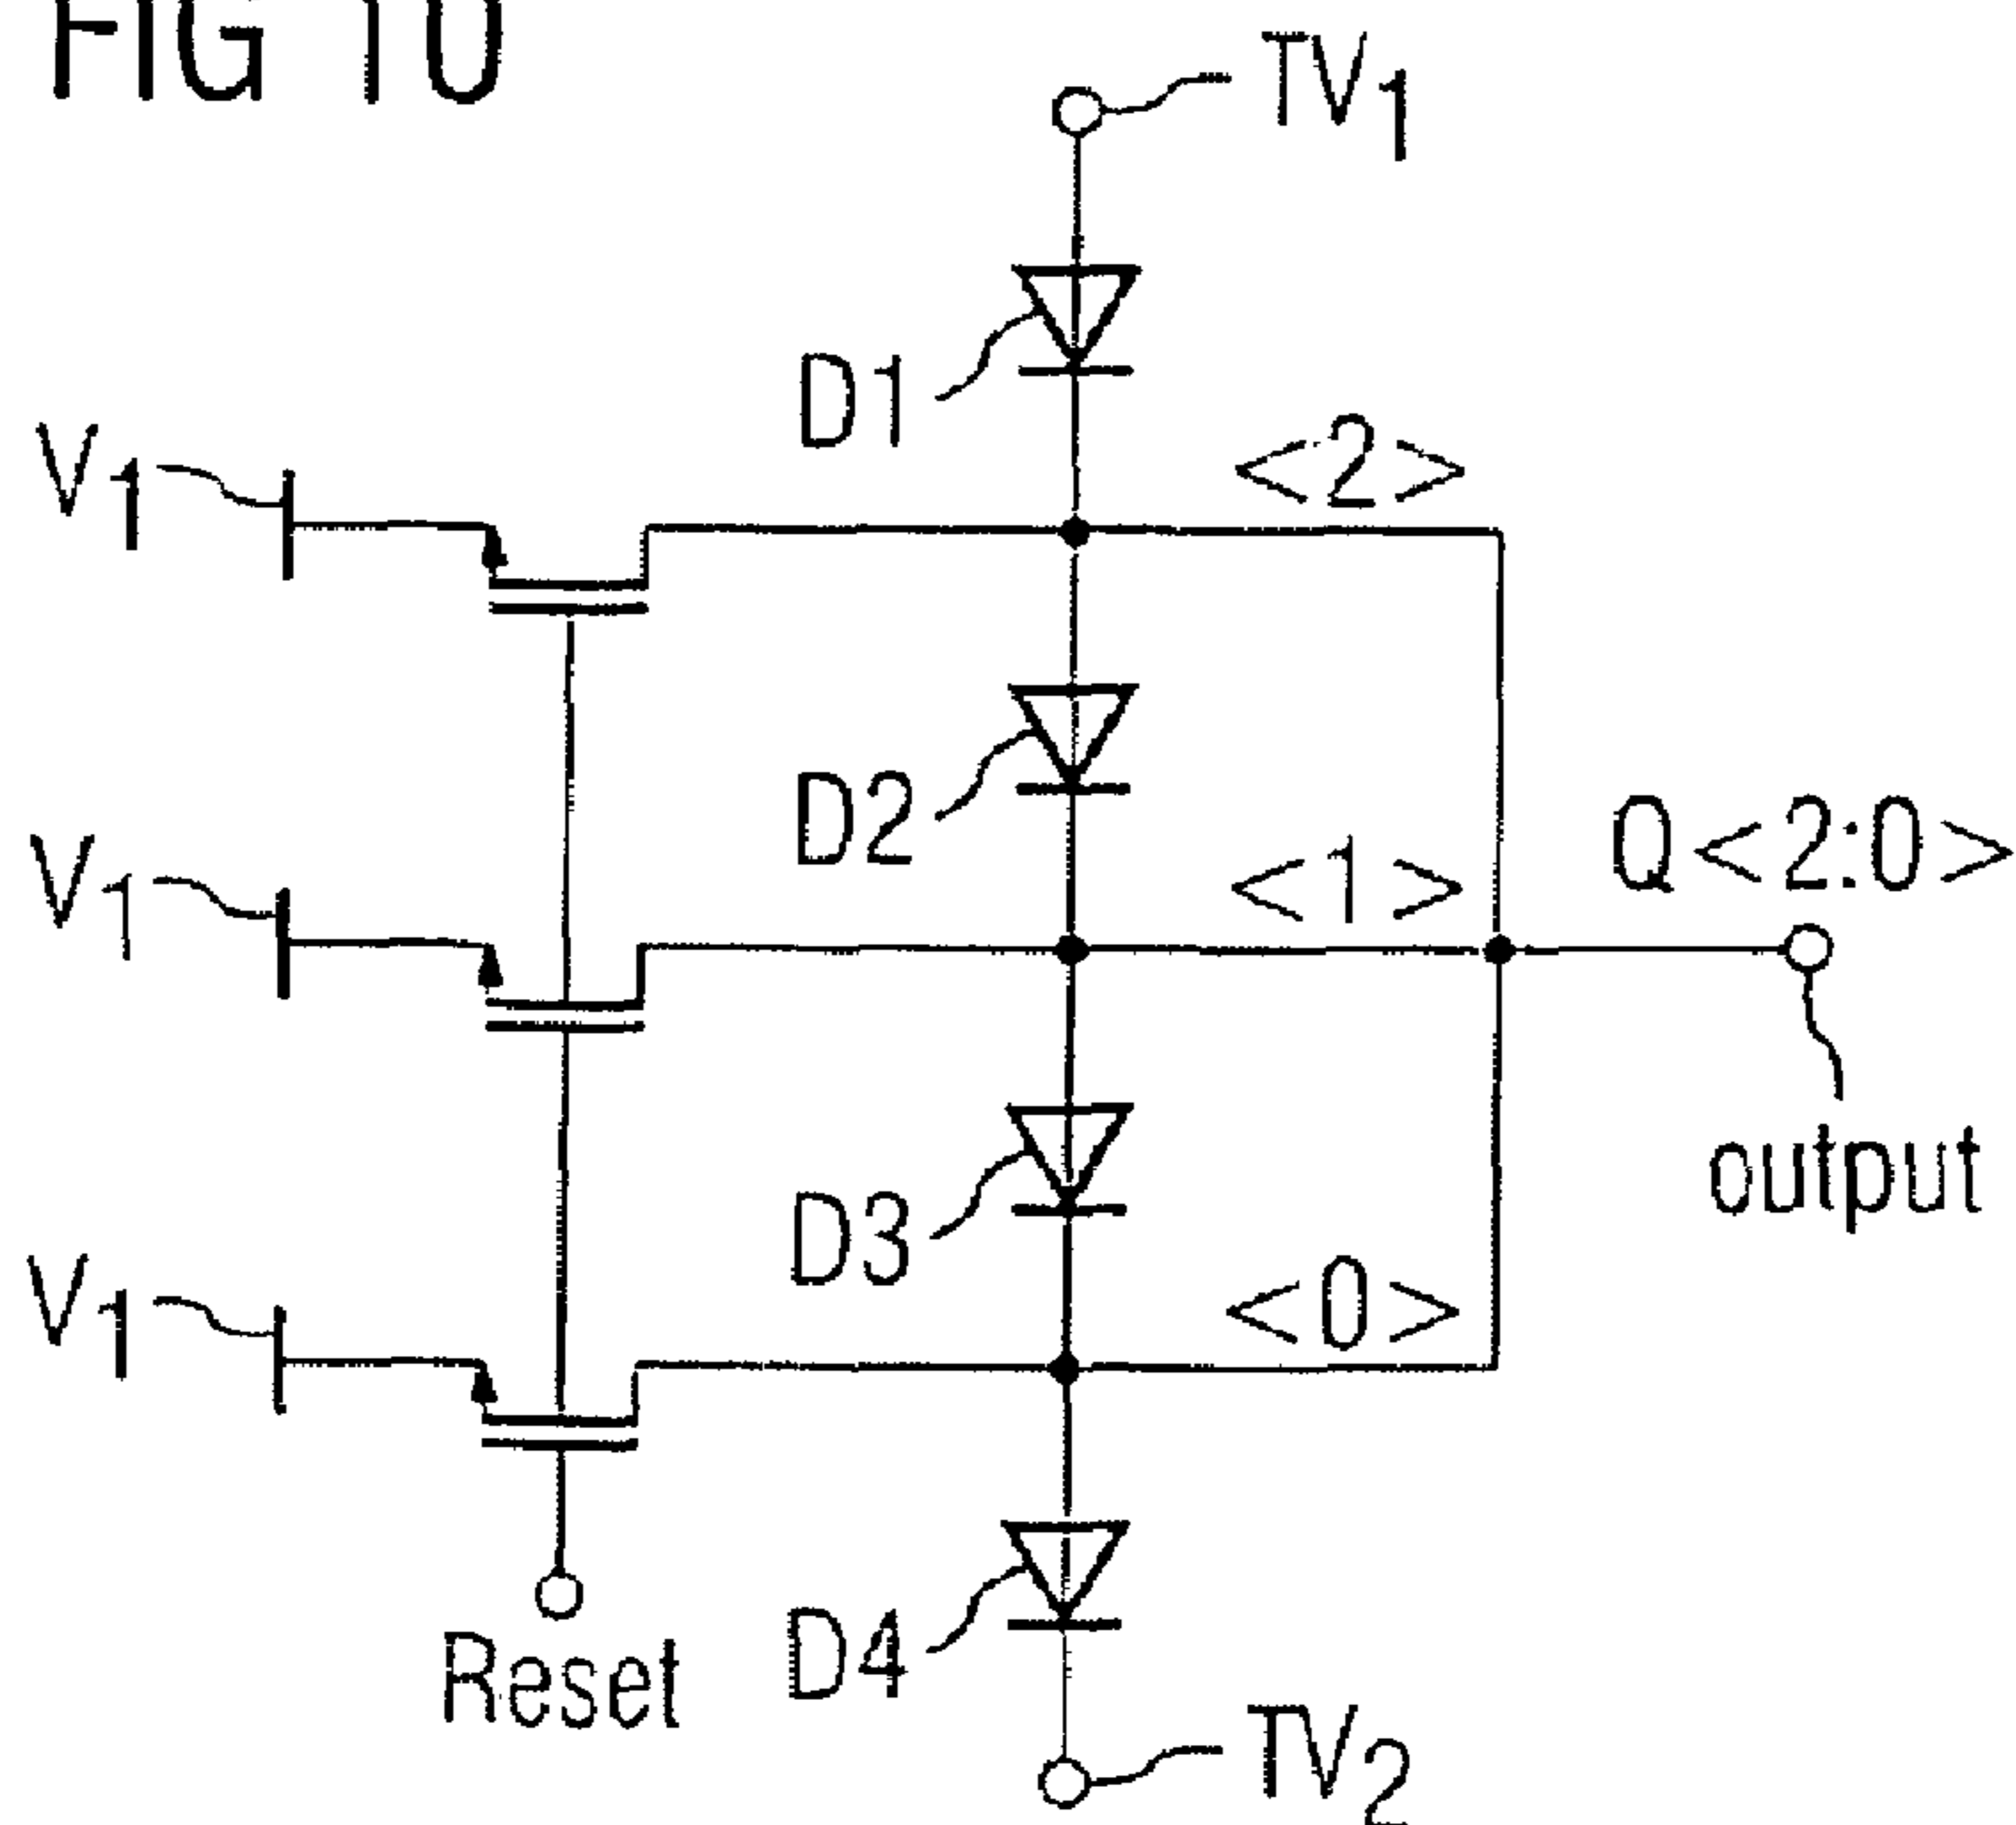 FIG 10
TV1
D1
<2>
V1
D2
<1>
Q<2:0>
V1
output
D3
<0>
V1
Reset
D4
TV2